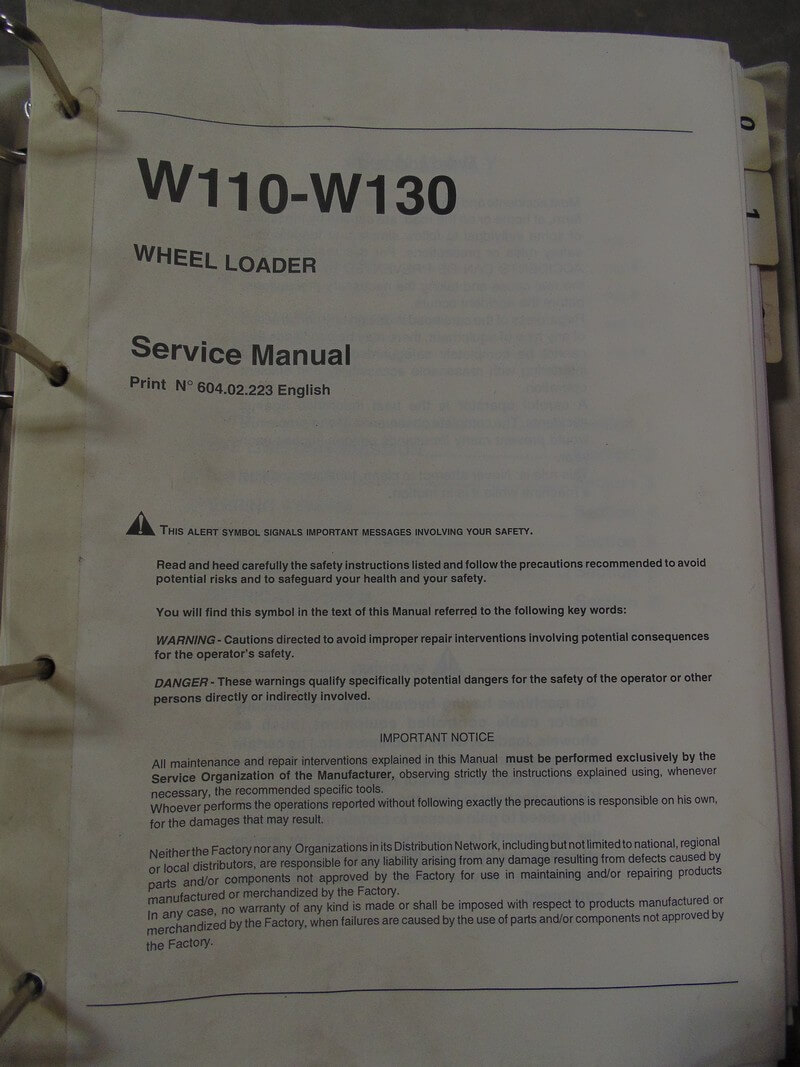 W110-W130
WHEEL LOADER
Service Manual
Print N° 604.02.223 English
THIS ALERT SYMBOL SIGNALS IMPORTANT MESSAGES INVOLVING YOUR SAFETY.
Read and heed carefully the safety instructions listed and follow the precautions recommended to avoid
potential risks and to safeguard your health and your safety.
You will find this symbol in the text of this Manual referred to the following key words:
WARNING - Cautions directed to avoid improper repair interventions involving potential consequences
for the operator's safety.
DANGER - These warnings qualify specifically potential dangers for the safety of the operator or other
persons directly or indirectly involved.
IMPORTANT NOTICE
All maintenance and repair interventions explained in this Manual must be performed exclusively by the
Service Organization of the Manufacturer, observing strictly the instructions explained using, whenever
necessary, the recommended specific tools.
Whoever performs the operations reported without following exactly the precautions is responsible on his own,
for the damages that may result.
Neither the Factory nor any Organizations in its Distribution Network, including but not limited to national, regional
or local distributors, are responsible for any liability arising from any damage resulting from defects caused by
parts and/or components not approved by the Factory for use in maintaining and/or repairing products
manufactured or merchandized by the Factory.
In any case, no warranty of any kind is made or shall be imposed with respect to products manufactured or
merchandized by the Factory, when failures are caused by the use of parts and/or components not approved by
the Factory.
0
1